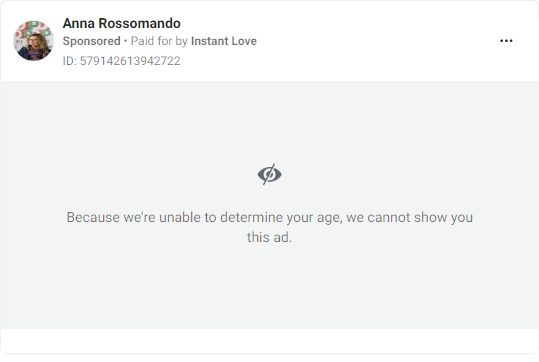 Anna Rossomando
Sponsored • Paid for by Instant Love
ID: 579142613942722
Because we're unable to determine your age, we cannot show you
this ad.